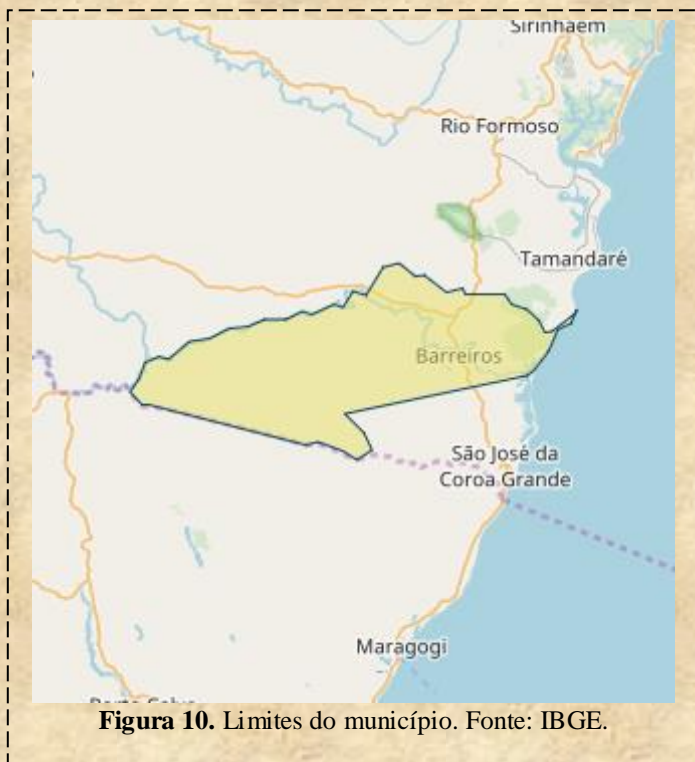 Sirinhaém
Rio Formoso
Tamandaré
Barreiros
São José da
Coroa Grande
Maragogi
Figura 10. Limites do município. Fonte: IBGE.